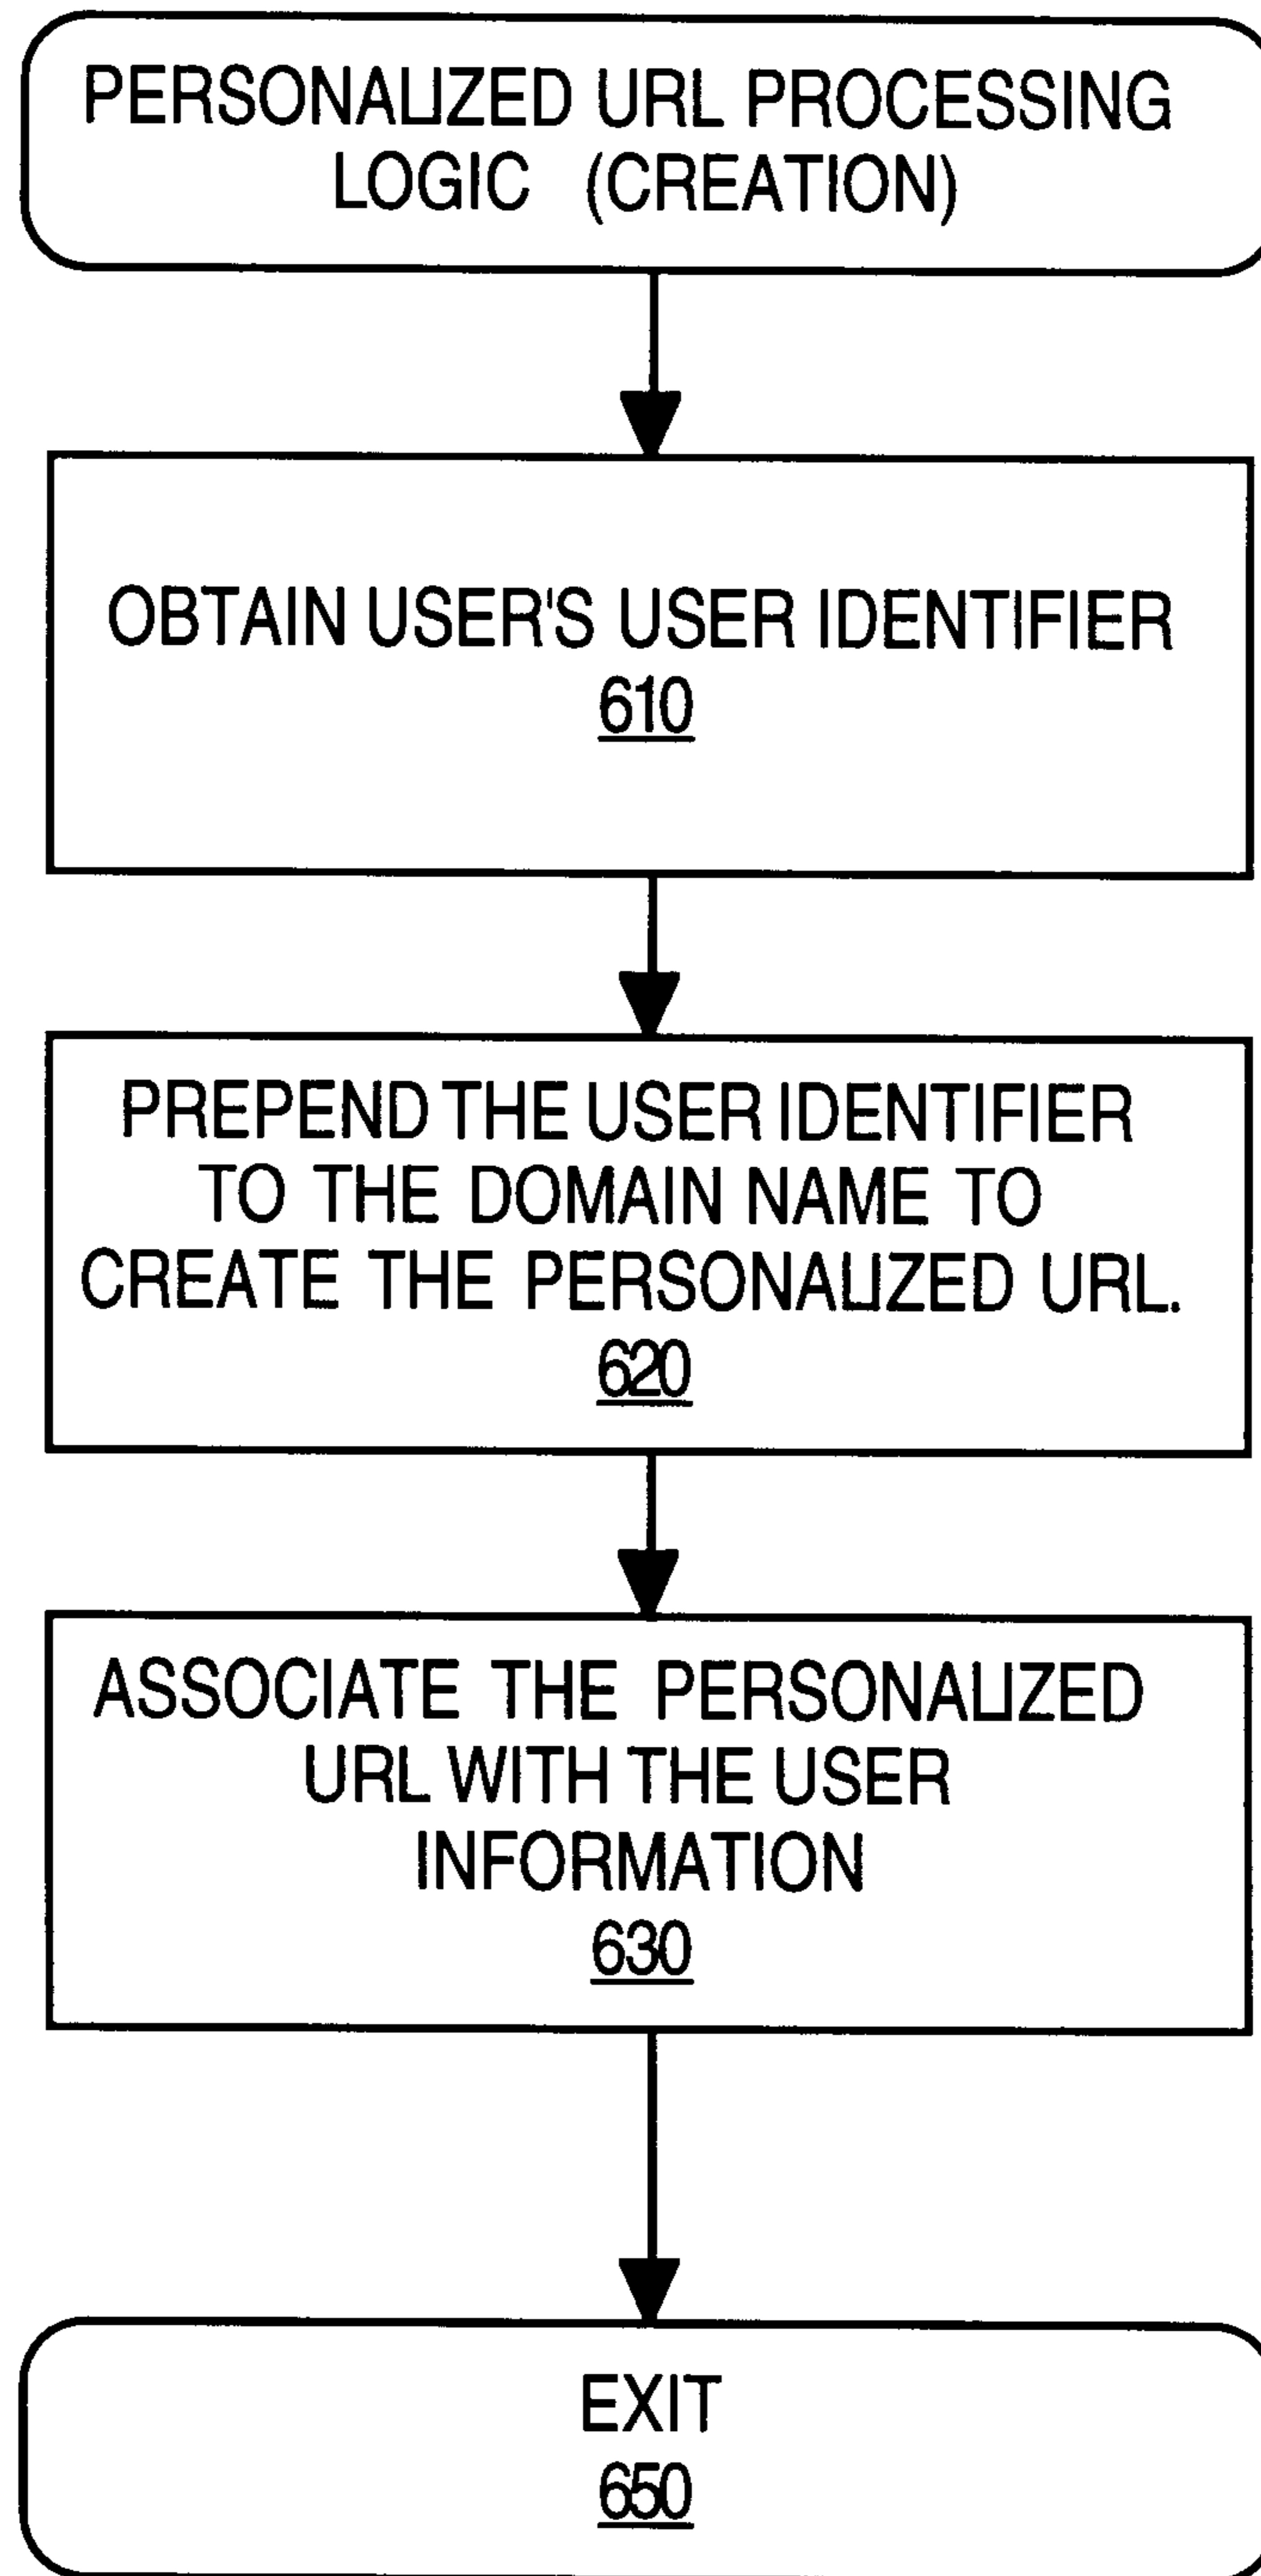 PERSONALIZED URL PROCESSING
LOGIC (CREATION)
OBTAIN USER'S USER IDENTIFIER
610
PREPEND THE USER IDENTIFIER
TO THE DOMAIN NAME TO
CREATE THE PERSONALIZED URL.
620
ASSOCIATE THE PERSONALIZED
URL WITH THE USER
INFORMATION
630
EXIT
650